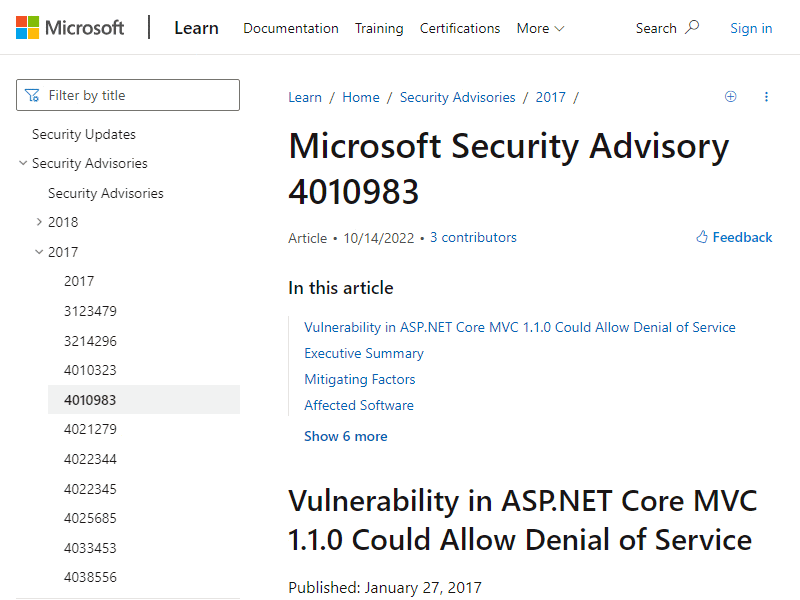 Microsoft
Learn
Documentation
Training
Certifications
More
Search
Sign in
Filter by title
Security Updates
Security Advisories
Security Advisories
2018
2017
2017
3123479
3214296
4010323
4010983
4021279
4022344
4022345
4025685
4033453
4038556
Learn / Home / Security Advisories / 2017 /
Microsoft Security Advisory
4010983
Article • 10/14/2022 • 3 contributors
Feedback
In this article
Vulnerability in ASP.NET Core MVC 1.1.0 Could Allow Denial of Service
Executive Summary
Mitigating Factors
Affected Software
Show 6 more
Vulnerability in ASP.NET Core MVC
1.1.0 Could Allow Denial of Service
Published: January 27, 2017